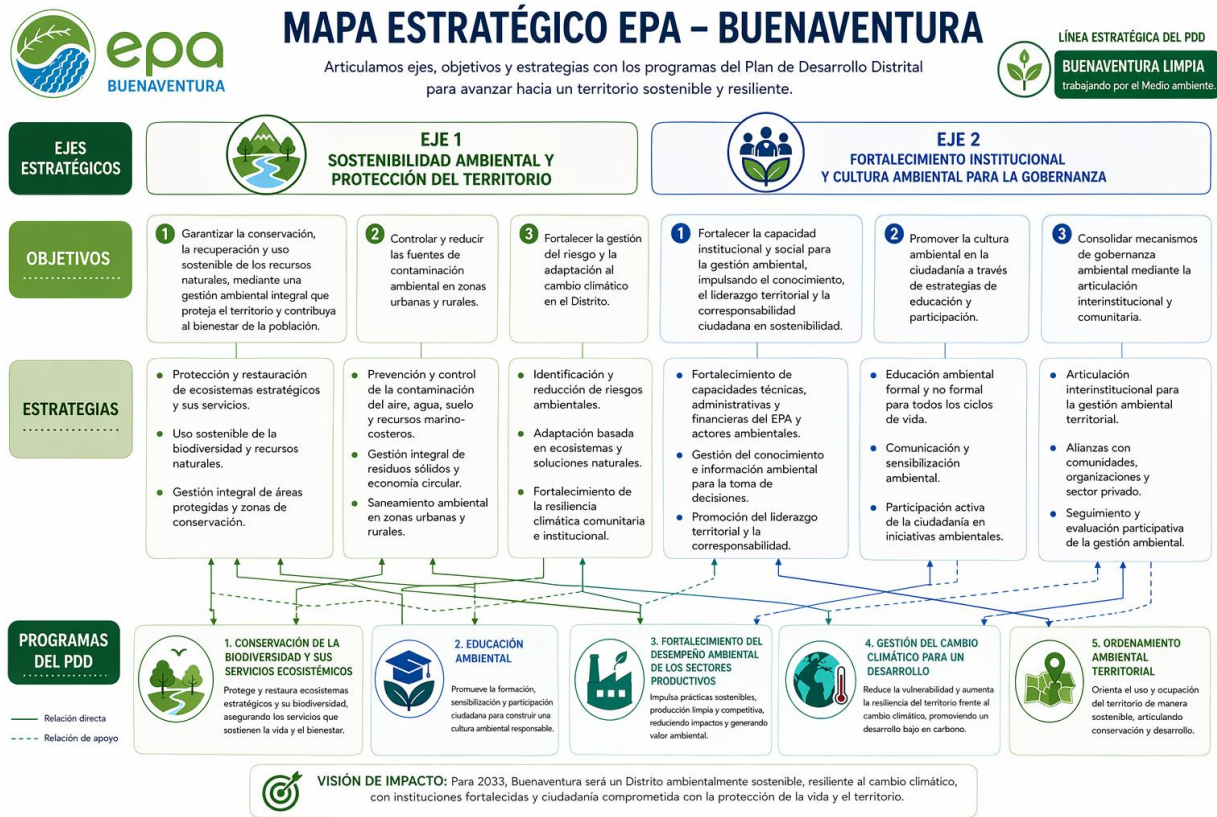 epa
BUENAVENTURA
MAPA ESTRATÉGICO EPA – BUENAVENTURA
Articulamos ejes, objetivos y estrategias con los programas del Plan de Desarrollo Distrital
para avanzar hacia un territorio sostenible y resiliente.
LÍNEA ESTRATÉGICA DEL PDD
BUENAVENTURA LIMPIA
trabajando por el Medio ambiente.
EJES
ESTRATÉGICOS
EJE 1
SOSTENIBILIDAD AMBIENTAL Y
PROTECCIÓN DEL TERRITORIO
EJE 2
FORTALECIMIENTO INSTITUCIONAL
Y CULTURA AMBIENTAL PARA LA GOBERNANZA
OBJETIVOS
1 Garantizar la conservación,
la recuperación y uso
sostenible de los recursos
naturales, mediante una
gestión ambiental integral que
proteja el territorio y contribuya
al bienestar de la población.
2 Controlar y reducir
las fuentes de
contaminación
ambiental en zonas
urbanas y rurales.
3 Fortalecer la gestión
del riesgo y la
adaptación al
cambio climático
en el Distrito.
1 Fortalecer la capacidad
institucional y social para
la gestión ambiental,
impulsando el conocimiento,
el liderazgo territorial y la
corresponsabilidad
ciudadana en sostenibilidad.
2 Promover la cultura
ambiental en la
ciudadanía a través
de estrategias de
educación y
participación.
3 Consolidar mecanismos
de gobernanza
ambiental mediante la
articulación
interinstitucional y
comunitaria.
ESTRATEGIAS
• Protección y restauración
de ecosistemas estratégicos
y sus servicios.
• Uso sostenible de la
biodiversidad y recursos
naturales.
• Gestión integral de áreas
protegidas y zonas de
conservación.
• Prevención y control
de la contaminación
del aire, agua, suelo
y recursos marino-
costeros.
• Gestión integral de
residuos sólidos y
economía circular.
• Saneamiento ambiental
en zonas urbanas y
rurales.
• Identificación y
reducción de riesgos
ambientales.
• Adaptación basada
en ecosistemas y
soluciones naturales.
• Fortalecimiento de
la resiliencia
climática comunitaria
e institucional.
• Fortalecimiento de
capacidades técnicas,
administrativas y
financieras del EPA y
actores ambientales.
• Gestión del conocimiento
e información ambiental
para la toma de
decisiones.
• Promoción del liderazgo
territorial y la
corresponsabilidad.
• Educación ambiental
formal y no formal
para todos los ciclos
de vida.
• Comunicación y
sensibilización
ambiental.
• Participación activa
de la ciudadanía en
iniciativas ambientales.
• Articulación
interinstitucional para
la gestión ambiental
territorial.
• Alianzas con
comunidades,
organizaciones y
sector privado.
• Seguimiento y
evaluación participativa
de la gestión ambiental.
PROGRAMAS
DEL PDD
Relación directa
Relación de apoyo
1. CONSERVACIÓN DE LA
BIODIVERSIDAD Y SUS
SERVICIOS ECOSISTÉMICOS
Protege y restaura ecosistemas
estratégicos y su biodiversidad,
asegurando los servicios que
sostienen la vida y el bienestar.
2. EDUCACIÓN
AMBIENTAL
Promueve la formación,
sensibilización y participación
ciudadana para construir una
cultura ambiental responsable.
3. FORTALECIMIENTO DEL
DESEMPEÑO AMBIENTAL
DE LOS SECTORES
PRODUCTIVOS
Impulsa prácticas sostenibles,
producción limpia y competitiva,
reduciendo impactos y generando
valor ambiental.
4. GESTIÓN DEL CAMBIO
CLIMÁTICO PARA UN
DESARROLLO
Reduce la vulnerabilidad y aumenta
la resiliencia del territorio frente al
cambio climático, promoviendo un
desarrollo bajo en carbono.
5. ORDENAMIENTO
AMBIENTAL
TERRITORIAL
Orienta el uso y ocupación
del territorio de manera
sostenible, articulando
conservación y desarrollo.
VISIÓN DE IMPACTO: Para 2033, Buenaventura será un Distrito ambientalmente sostenible, resiliente al cambio climático,
con instituciones fortalecidas y ciudadanía comprometida con la protección de la vida y el territorio.